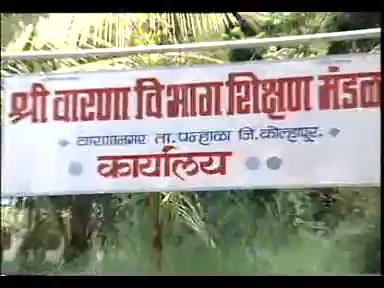 श्री वारणा विभाग शिक्षण मंडळ
वारणानगर ता. पन्हाळा जि. कोल्हापूर.
कार्यालय